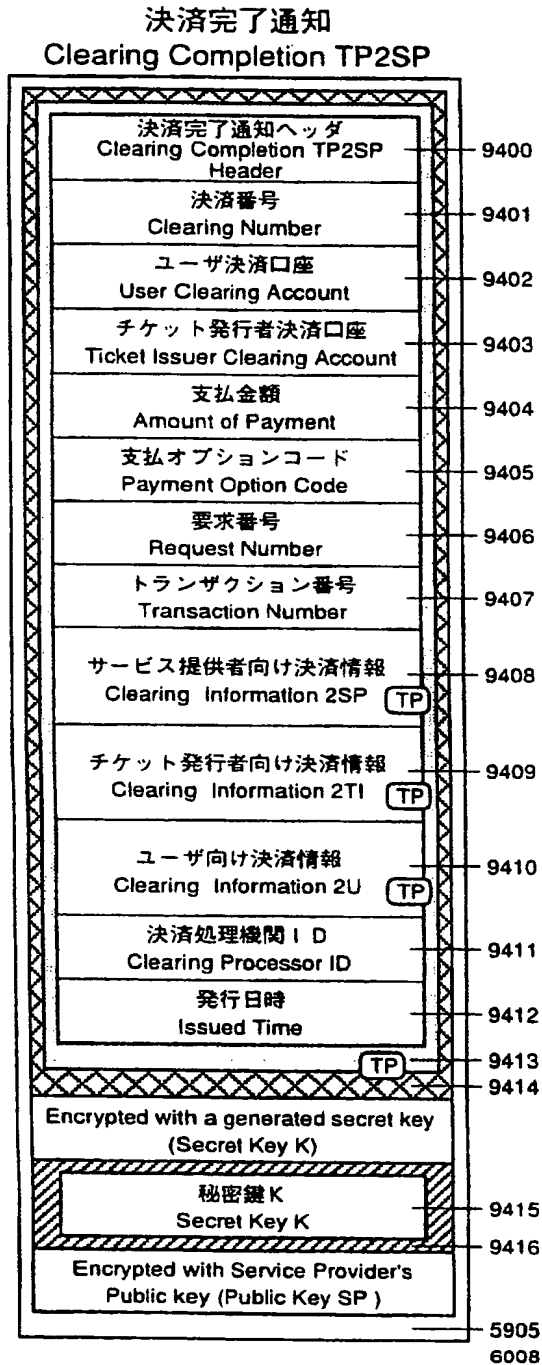 決済完了通知
Clearing Completion TP2SP
決済完了通知ヘッダ
Clearing Completion TP2SP
Header
9400
決済番号
Clearing Number
9401
ユーザ決済口座
User Clearing Account
9402
チケット発行者決済口座
Ticket Issuer Clearing Account
9403
支払金額
Amount of Payment
9404
支払オプションコード
Payment Option Code
9405
要求番号
Request Number
9406
トランザクション番号
Transaction Number
9407
サービス提供者向け決済情報
Clearing Information 2SP
TP
9408
チケット発行者向け決済情報
Clearing Information 2TI
TP
9409
ユーザ向け決済情報
Clearing Information 2U
TP
9410
決済処理機関ID
Clearing Processor ID
9411
発行日時
Issued Time
9412
TP
9413
9414
Encrypted with a generated secret key
(Secret Key K)
秘密鍵K
Secret Key K
9415
9416
Encrypted with Service Provider's
Public key (Public Key SP )
5905
6008